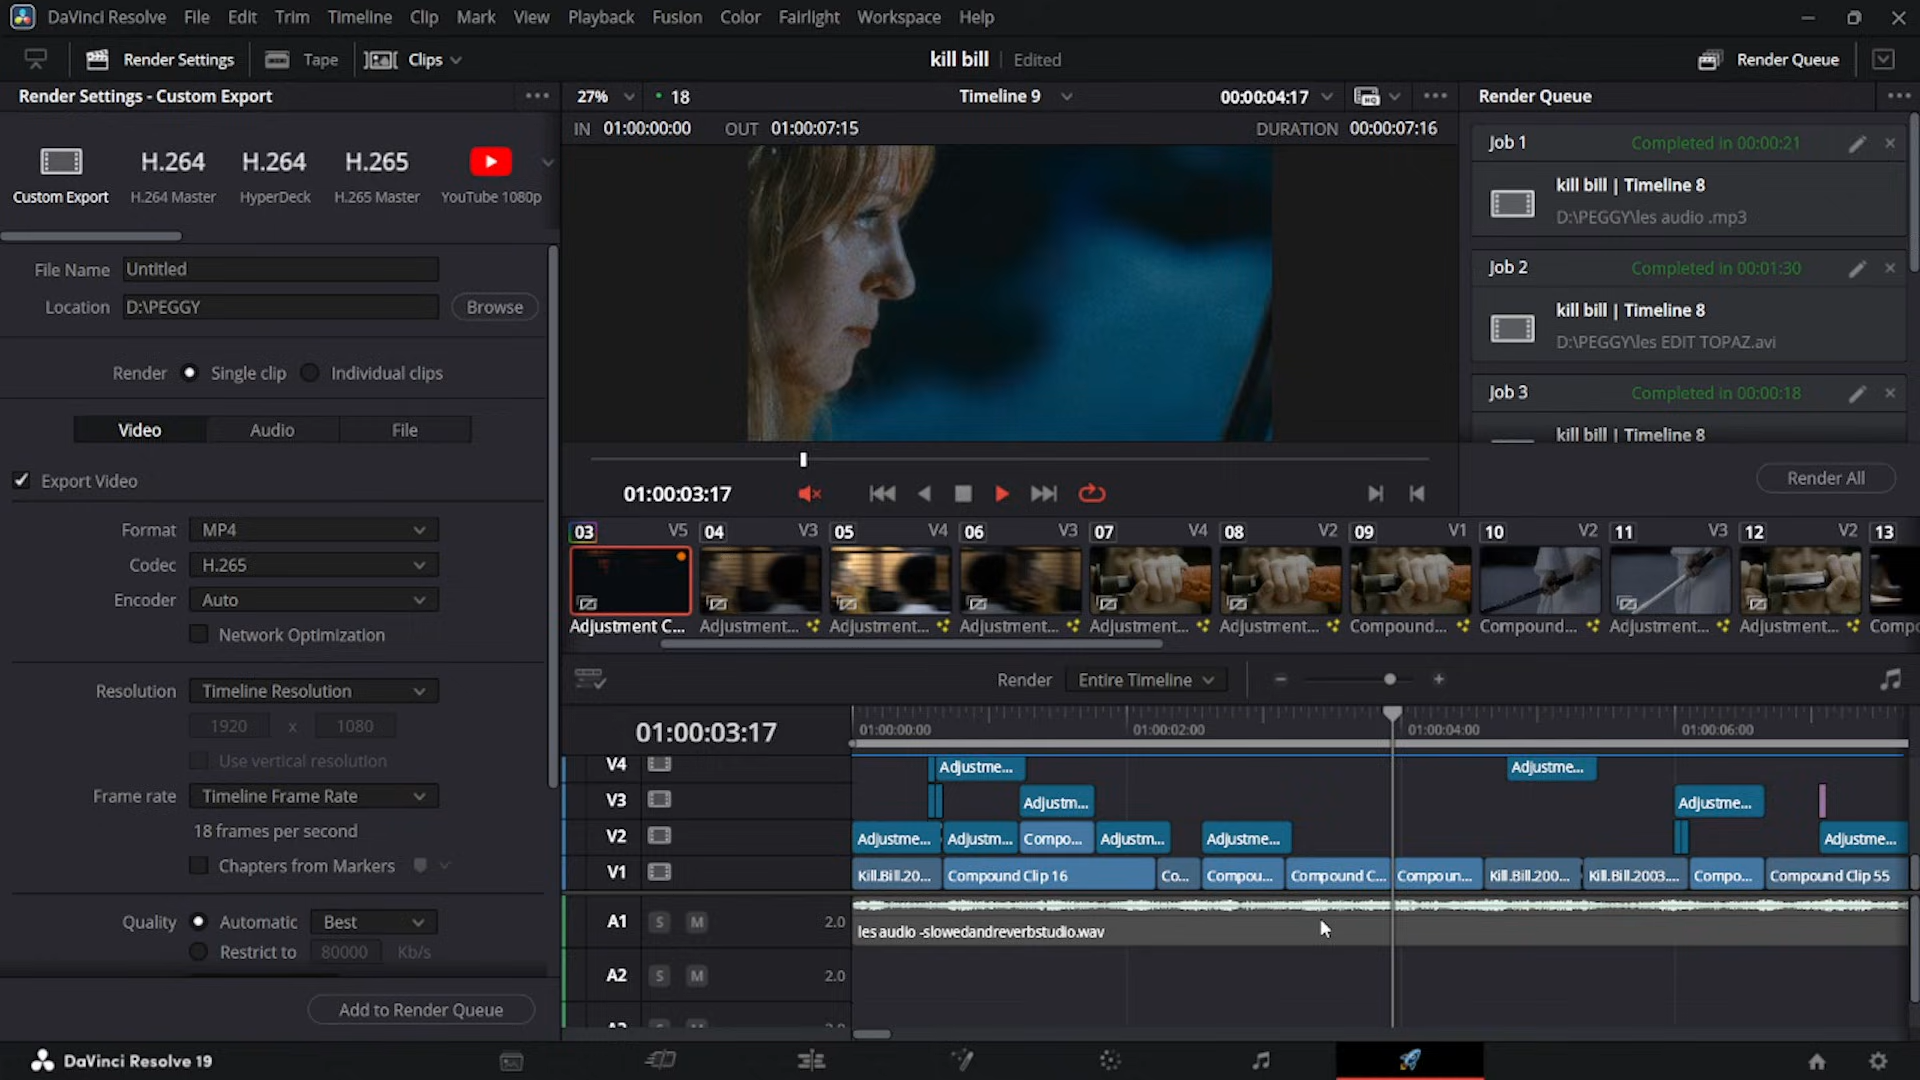 DaVinci Resolve File Edit Trim Timeline Clip Mark View Playback Fusion Color Fairlight Workspace Help
Render Settings Tape Clips kill bill Edited Render Queue
Render Settings - Custom Export
27% 18 Timeline 9 00:00:04:17
Render Queue
IN 01:00:00:00 OUT 01:00:07:15 DURATION 00:00:07:16
H.264 H.264 H.265
Custom Export H.264 Master HyperDeck H.265 Master YouTube 1080p
File Name Untitled
Location D:\PEGGY Browse
Render Single clip Individual clips
Video Audio File
Export Video
Format MP4
Codec H.265
Encoder Auto
Network Optimization
Resolution Timeline Resolution
1920 x 1080
Use vertical resolution
Frame rate Timeline Frame Rate
18 frames per second
Chapters from Markers
Quality Automatic Best
Restrict to 80000 Kb/s
Add to Render Queue
Job 1 Completed in 00:00:21
kill bill | Timeline 8
D:\PEGGY\les audio .mp3
Job 2 Completed in 00:01:30
kill bill | Timeline 8
D:\PEGGY\les EDIT TOPAZ.avi
Job 3 Completed in 00:00:18
kill bill | Timeline 8
Render All
01:00:03:17
03 V5 04 V3 05 V4 06 V3 07 V4 08 V2 09 V1 10 V2 11 V3 12 V2 13
Adjustment C... Adjustment... Adjustment... Adjustment... Adjustment... Adjustment... Compound... Compound... Adjustment... Adjustment... Compo
Render Entire Timeline
01:00:03:17 01:00:00:00 01:00:02:00 01:00:04:00 01:00:06:00
V4 Adjustme... Adjustme...
V3 Adjustm... Adjustme...
V2 Adjustme... Adjustm... Compo... Adjustm... Adjustme... Adjustme...
V1 Kill.Bill.20... Compound Clip 16 Co... Compou... Compound C... Compoun... Kill.Bill.200... Kill.Bill.2003.... Compo... Compound Clip 55
A1 S M 2.0
les audio -slowedandreverbstudio.wav
A2 S M 2.0
DaVinci Resolve 19